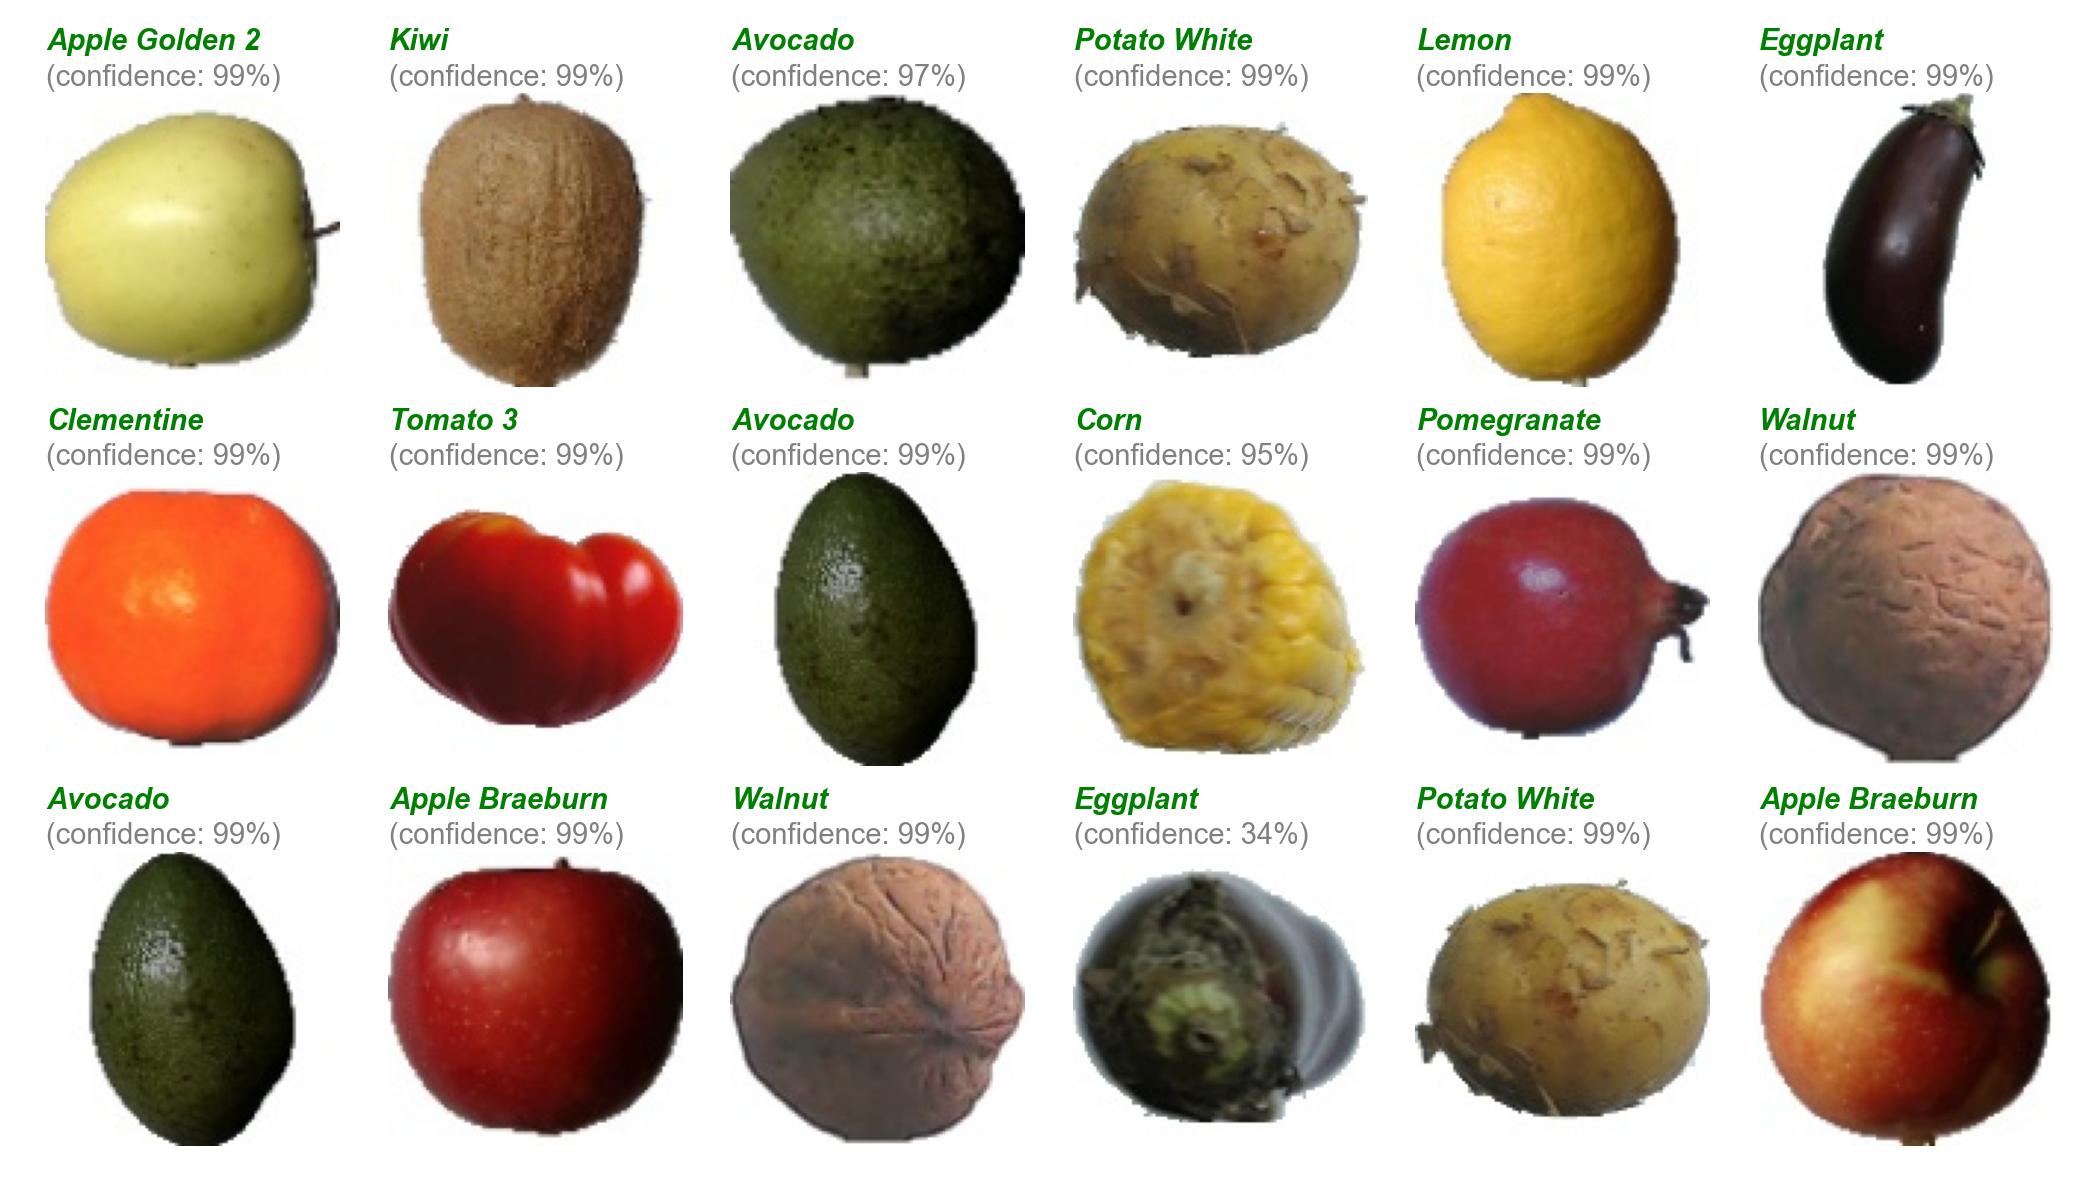 Apple Golden 2
(confidence: 99%)
Kiwi
(confidence: 99%)
Avocado
(confidence: 97%)
Potato White
(confidence: 99%)
Lemon
(confidence: 99%)
Eggplant
(confidence: 99%)
Clementine
(confidence: 99%)
Tomato 3
(confidence: 99%)
Avocado
(confidence: 99%)
Corn
(confidence: 95%)
Pomegranate
(confidence: 99%)
Walnut
(confidence: 99%)
Avocado
(confidence: 99%)
Apple Braeburn
(confidence: 99%)
Walnut
(confidence: 99%)
Eggplant
(confidence: 34%)
Potato White
(confidence: 99%)
Apple Braeburn
(confidence: 99%)